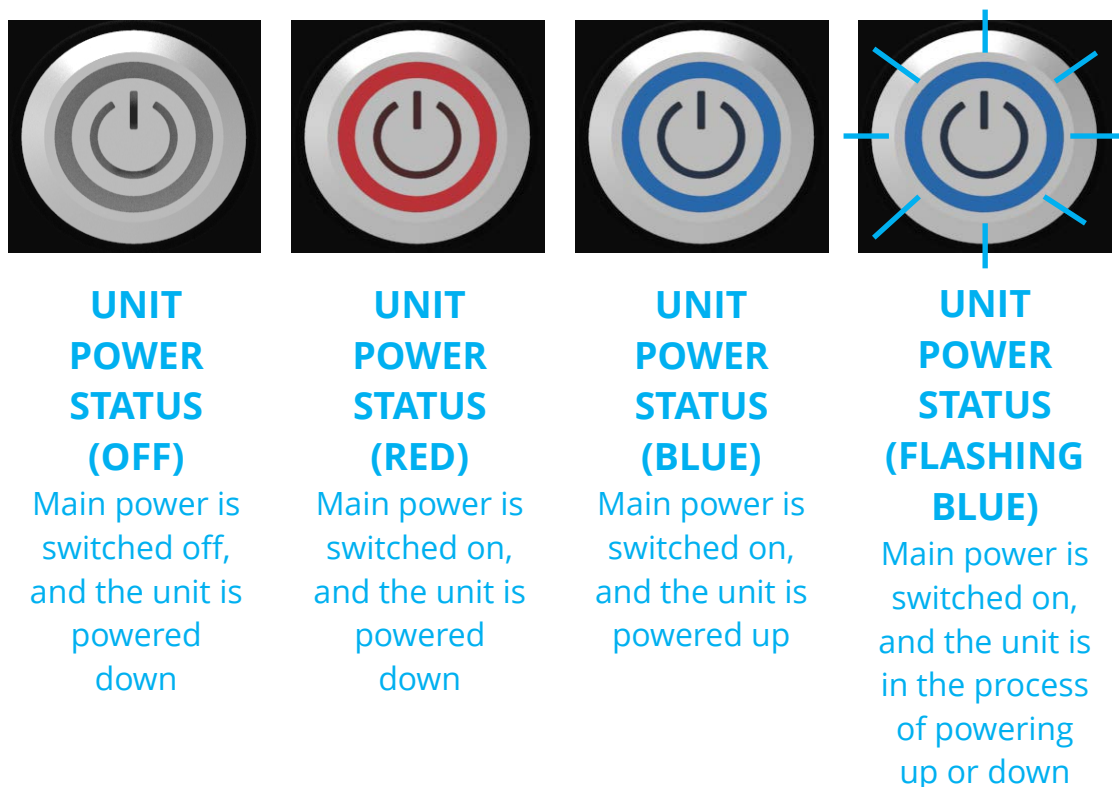 UNIT
POWER
STATUS
(OFF)
Main power is
switched off,
and the unit is
powered
down
UNIT
POWER
STATUS
(RED)
Main power is
switched on,
and the unit is
powered
down
UNIT
POWER
STATUS
(BLUE)
Main power is
switched on,
and the unit is
powered up
UNIT
POWER
STATUS
(FLASHING
BLUE)
Main power is
switched on,
and the unit is
in the process
of powering
up or down